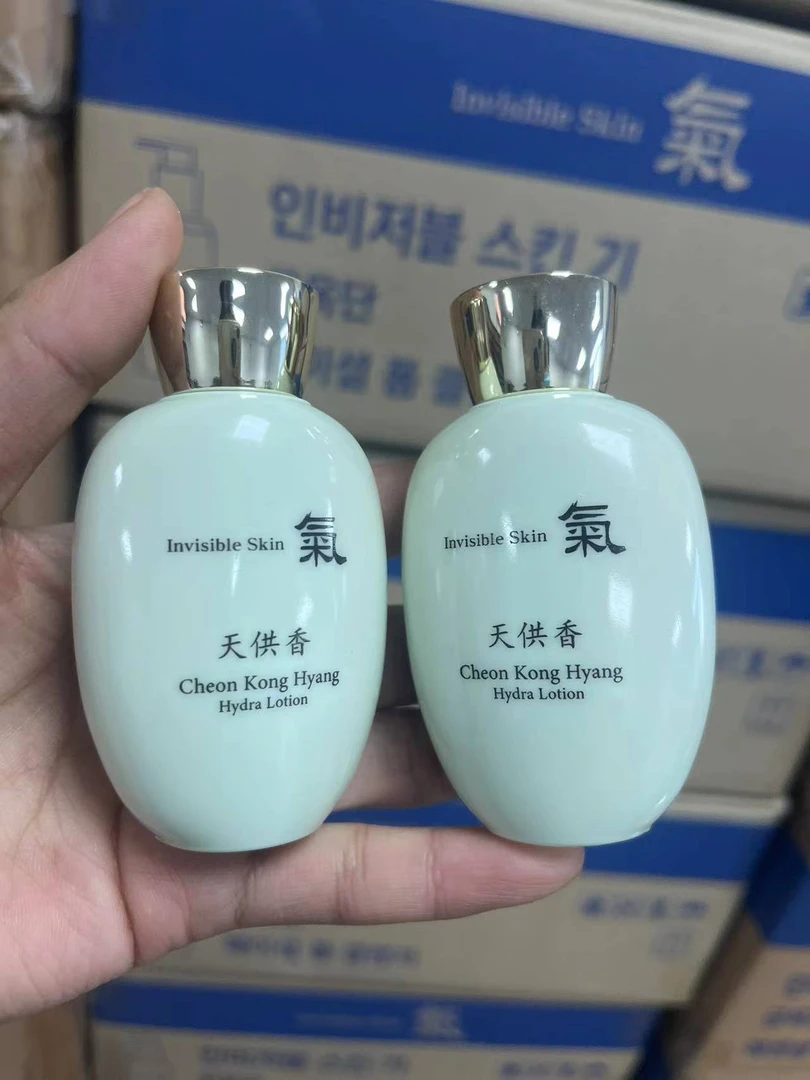 Invisible Skin 氣
인비저블 스킨 기
Invisible Skin 氣
天供香
Cheon Kong Hyang
Hydra Lotion
Invisible Skin 氣
天供香
Cheon Kong Hyang
Hydra Lotion